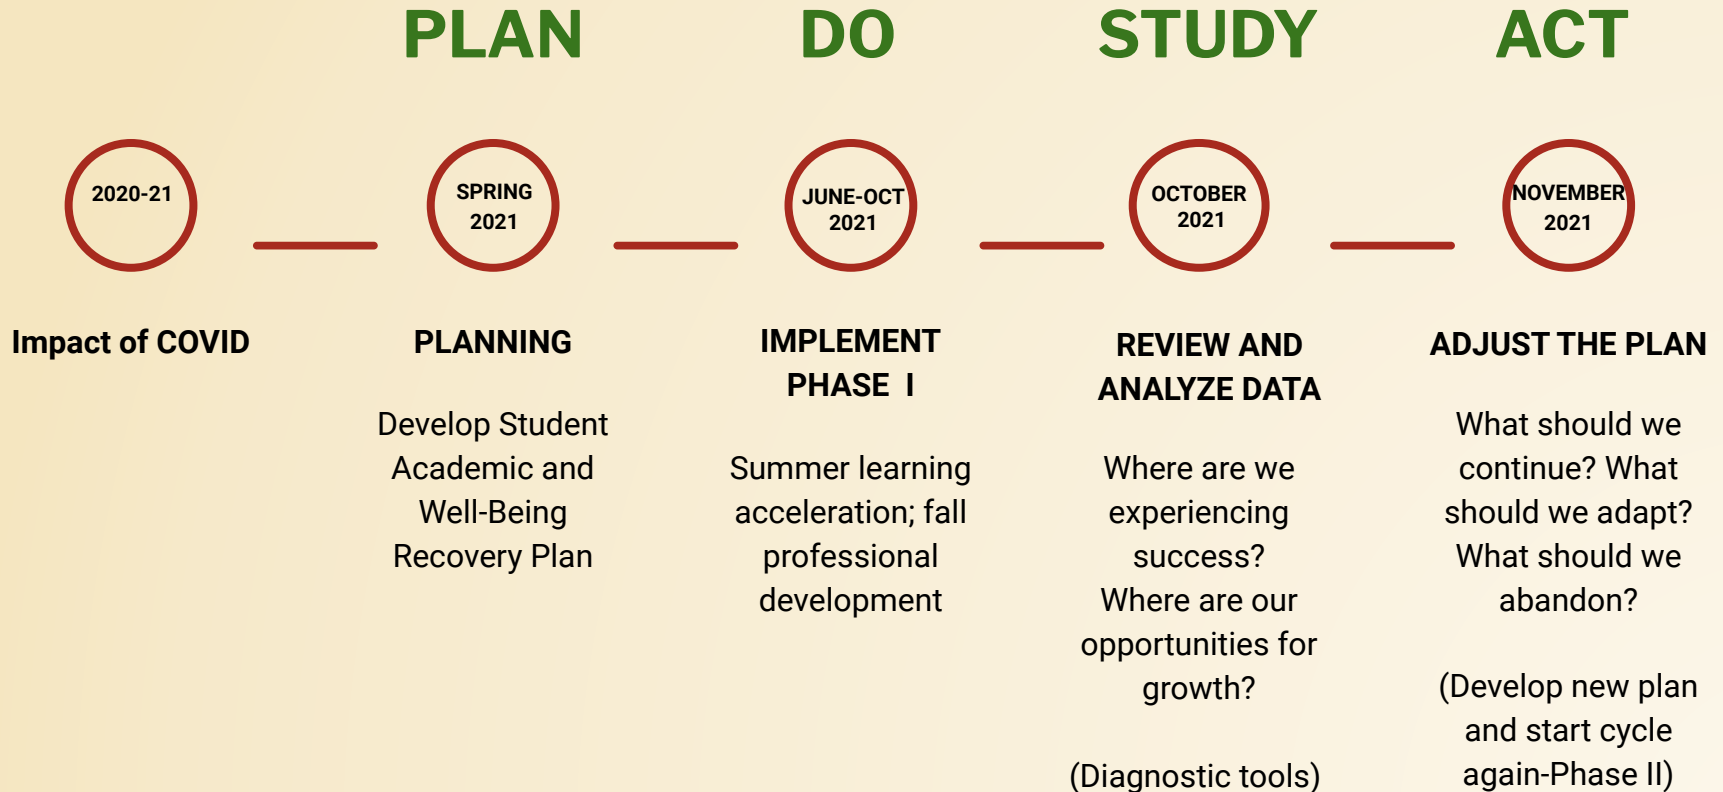 PLAN
DO
STUDY
ACT
2020-21
SPRING
2021
JUNE-OCT
2021
OCTOBER
2021
NOVEMBER
2021
Impact of COVID
PLANNING
Develop Student
Academic and
Well-Being
Recovery Plan
IMPLEMENT
PHASE I
Summer learning
acceleration; fall
professional
development
REVIEW AND
ANALYZE DATA
Where are we
experiencing
success?
Where are our
opportunities for
growth?
(Diagnostic tools)
ADJUST THE PLAN
What should we
continue? What
should we adapt?
What should we
abandon?
(Develop new plan
and start cycle
again-Phase II)